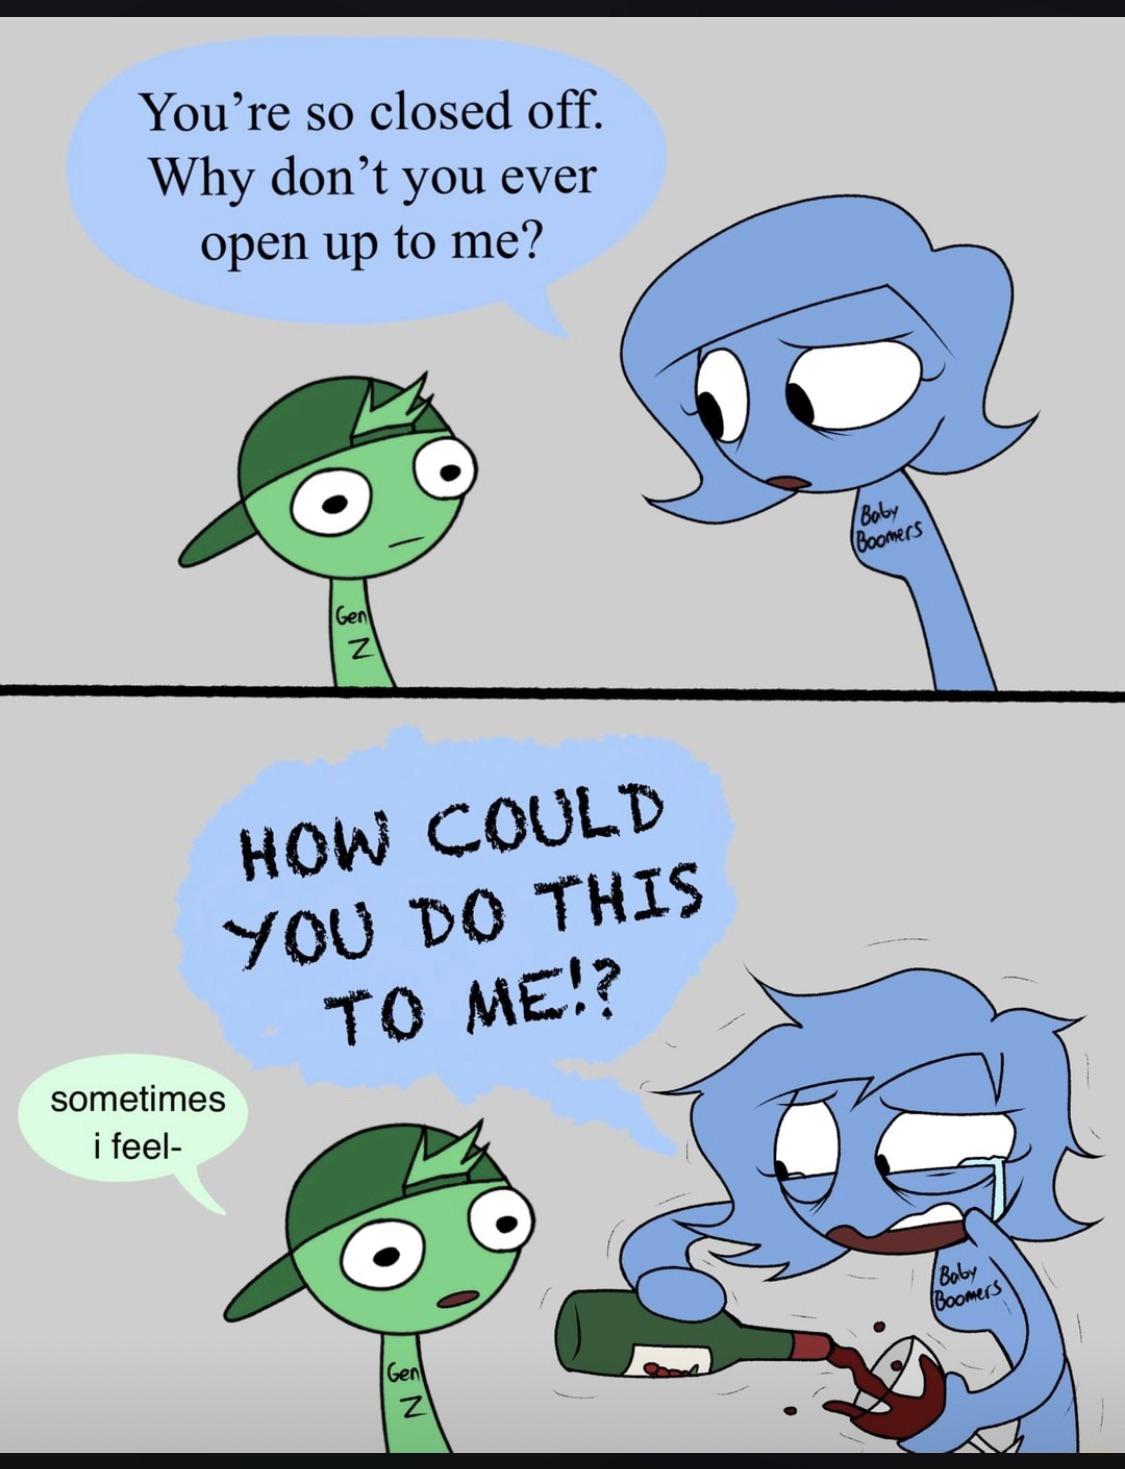 You're so closed off.
Why don't you ever
open up to me?
Baby
Boomers
Gen
Z
HOW COULD
YOU DO THIS
TO ME!?
sometimes
i feel-
Baby
Boomers
Gen
Z